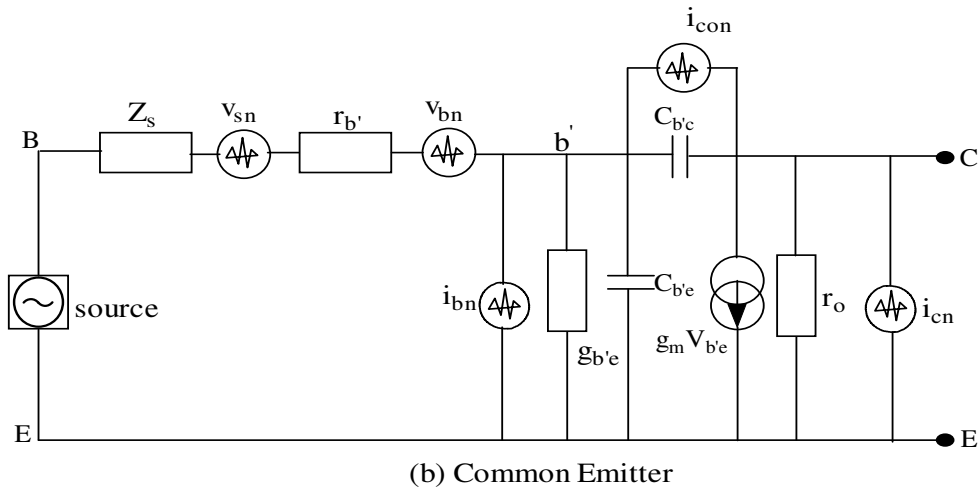 i_con
Z_s
v_sn
r_b'
v_bn
b'
C_b'c
B
C
source
i_bn
g_b'e
C_b'e
g_mV_b'e
r_o
i_cn
E
E
(b) Common Emitter